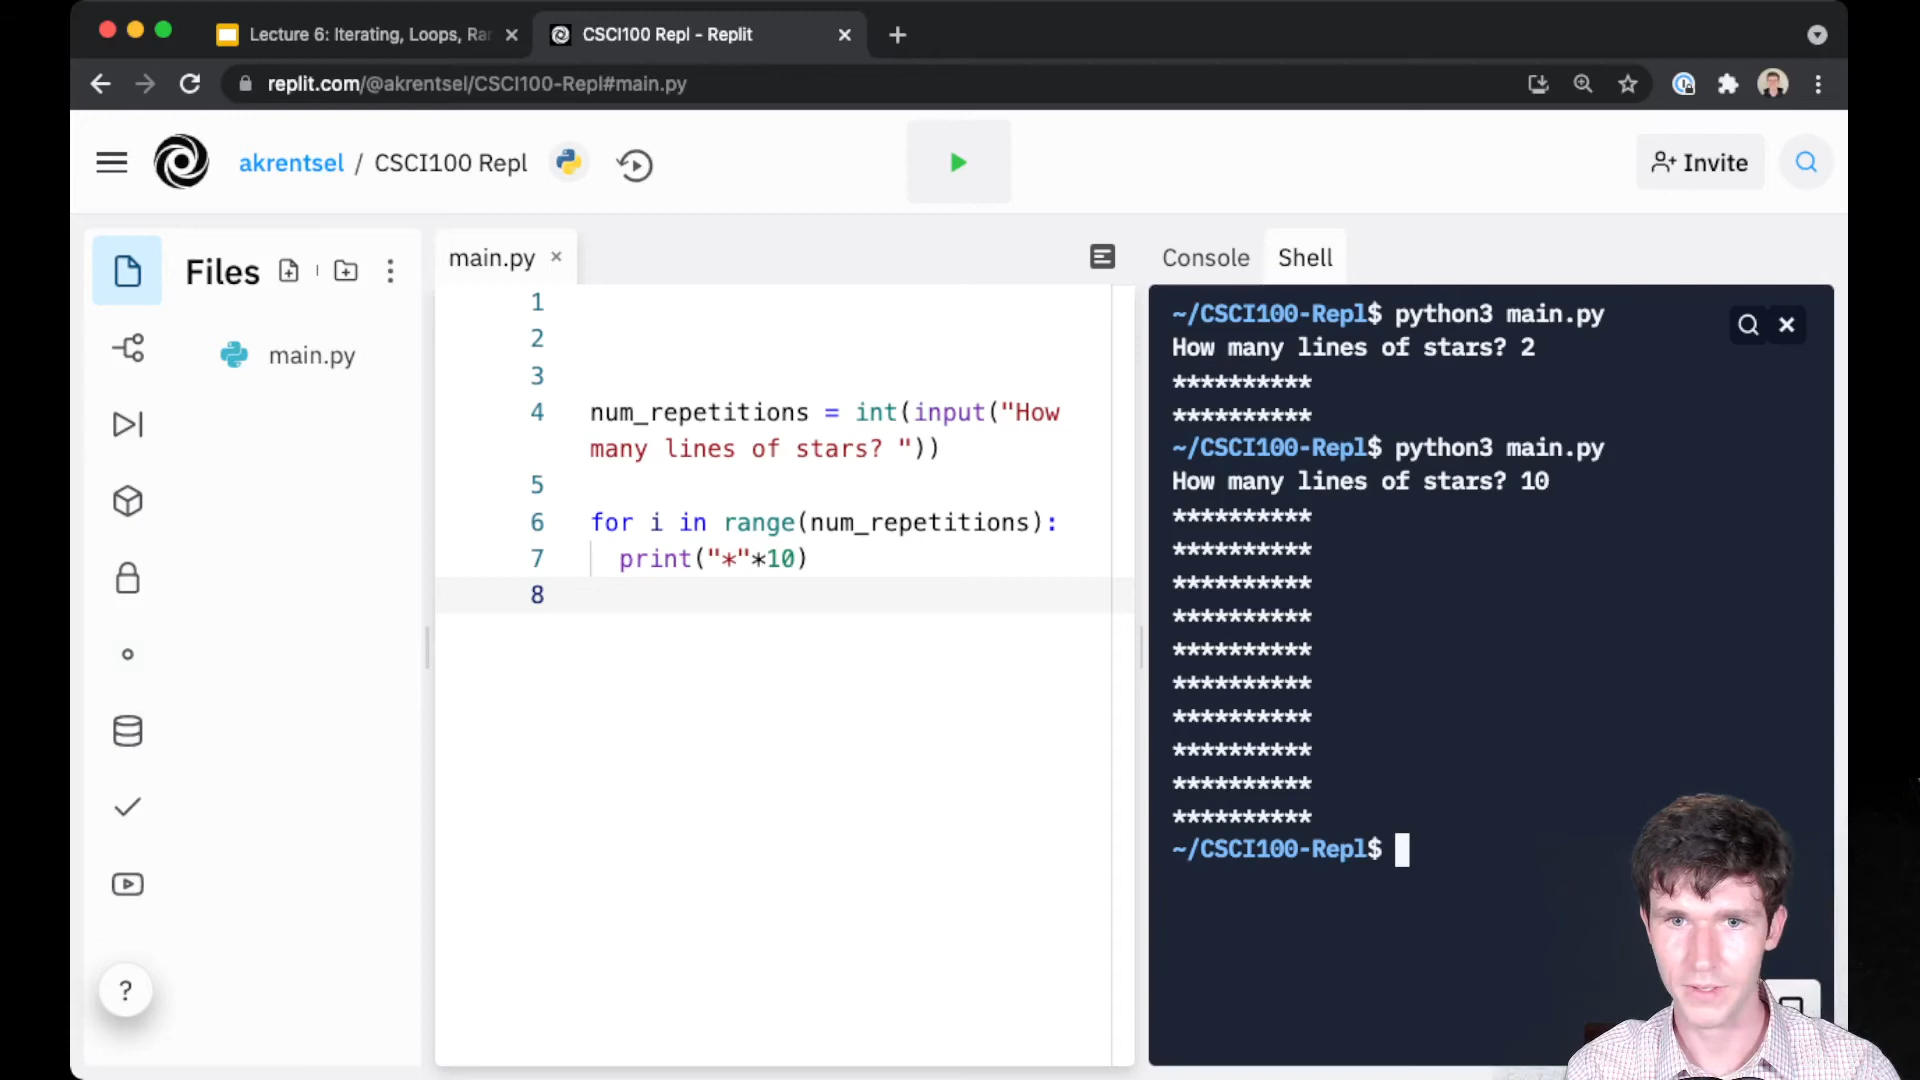 Lecture 6: Iterating, Loops, Ra
CSCI100 Repl - Replit
replit.com/@akrentsel/CSCI100-Repl#main.py
akrentsel / CSCI100 Repl
Invite
Files
main.py
main.py
1
2
3
4 num_repetitions = int(input("How
many lines of stars? "))
5
6 for i in range(num_repetitions):
7 print("*"*10)
8
Console Shell
~/CSCI100-Repl$ python3 main.py
How many lines of stars? 2
**********
**********
~/CSCI100-Repl$ python3 main.py
How many lines of stars? 10
**********
**********
**********
**********
**********
**********
**********
**********
**********
**********
~/CSCI100-Repl$
?